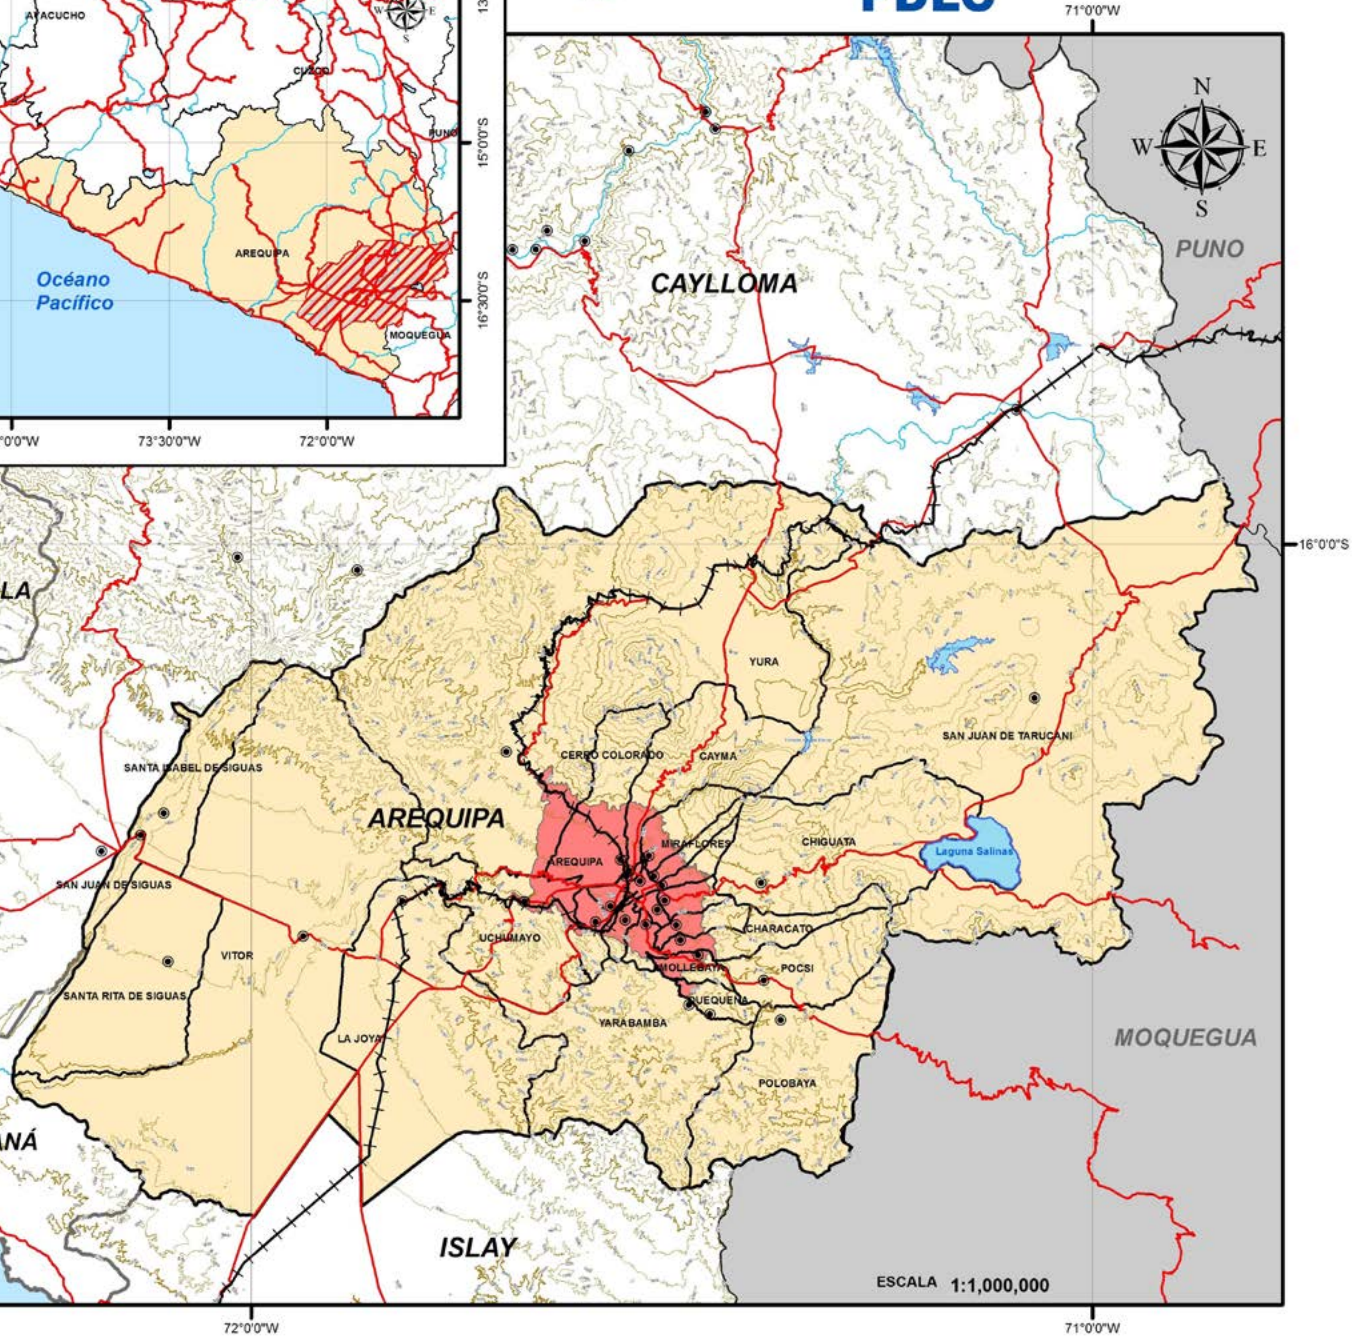 71°0'0"W
AYACUCHO
W
E
S
CUZCO
PUNO
15°0'0"S
AREQUIPA
Océano
Pacífico
16°30'0"S
MOQUEGUA
73°30'0"W
72°0'0"W
N
W
E
S
PUNO
CAYLLOMA
16°0'0"S
YURA
SAN JUAN DE TARUCANI
CERRO COLORADO
CAYMA
SANTA ISABEL DE SIGUAS
AREQUIPA
MIRAFLORES
CHIGUATA
Laguna Salinas
AREQUIPA
SAN JUAN DE SIGUAS
CHARACATO
UCHUMAYO
VITOR
MOLLEBAYA
POCSI
SANTA RITA DE SIGUAS
QUEQUEÑA
YARABAMBA
LA JOYA
MOQUEGUA
POLOBAYA
ISLAY
ESCALA 1:1,000,000
72°0'0"W
71°0'0"W